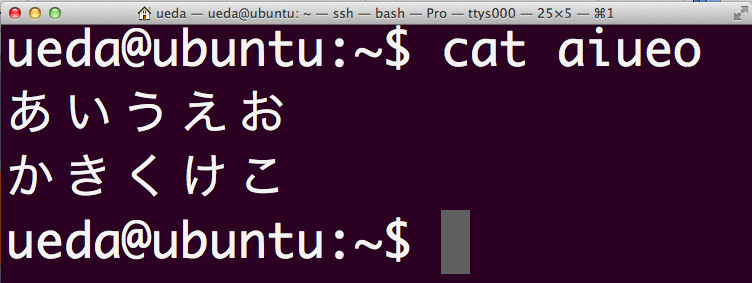 ueda — ueda@ubuntu: ~ — ssh — bash — Pro — ttys000 — 25×5 — ⌘1
ueda@ubuntu:~$ cat aiueo
あいうえお
かきくけこ
ueda@ubuntu:~$